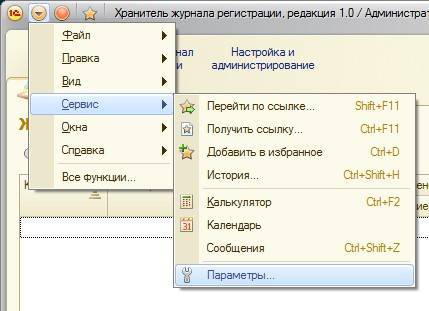 1С
Хранитель журнала регистрации, редакция 1.0 / Администрат
Файл
Правка
Вид
Сервис
Окна
Справка
Все функции...
нал
и
Настройка и
администрирование
Перейти по ссылке... Shift+F11
Получить ссылку... Ctrl+F11
Добавить в избранное Ctrl+D
История... Ctrl+Shift+H
Калькулятор Ctrl+F2
31 Календарь
Сообщения Ctrl+Shift+Z
Параметры...